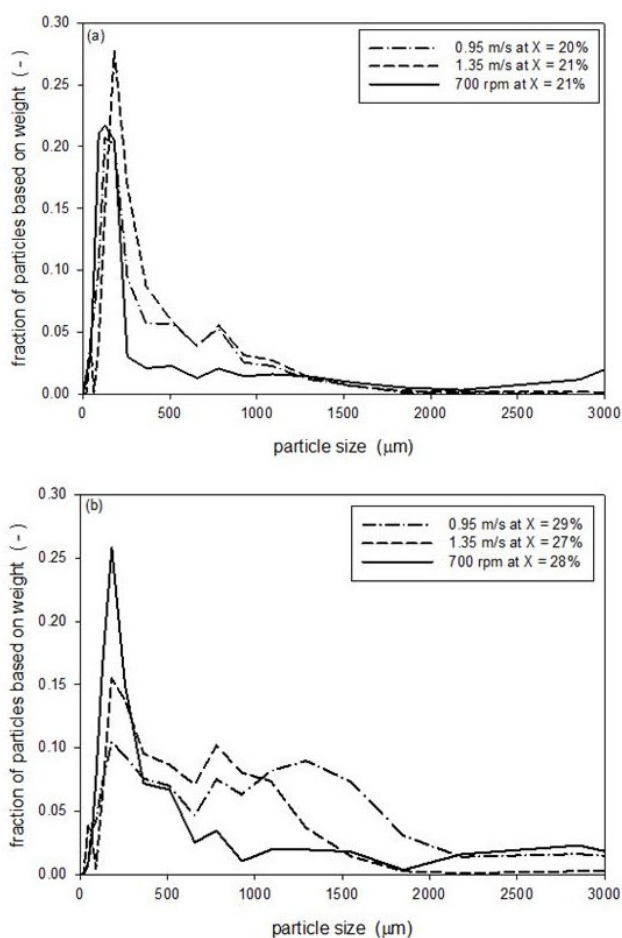 (a)
0.95 m/s at X = 20%
1.35 m/s at X = 21%
700 rpm at X = 21%
fraction of particles based on weight (-)
0.30
0.25
0.20
0.15
0.10
0.05
0.00
0 500 1000 1500 2000 2500 3000
particle size (μm)
(b)
0.95 m/s at X = 29%
1.35 m/s at X = 27%
700 rpm at X = 28%
fraction of particles based on weight (-)
0.30
0.25
0.20
0.15
0.10
0.05
0.00
0 500 1000 1500 2000 2500 3000
particle size (μm)